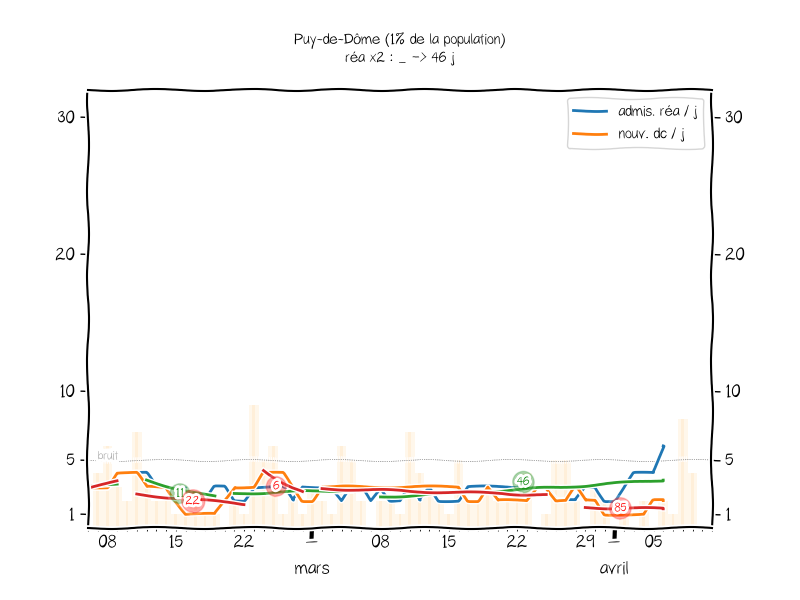 Puy-de-Dôme (1% de la population)
réa x2 : _ -> 46 j
admis. réa / j
nouv. dc / j
30
30
20
20
10
10
5
5
1
1
bruit
11
22
6
46
85
08 15 22 _ 08 15 22 29 _ 05
mars avril